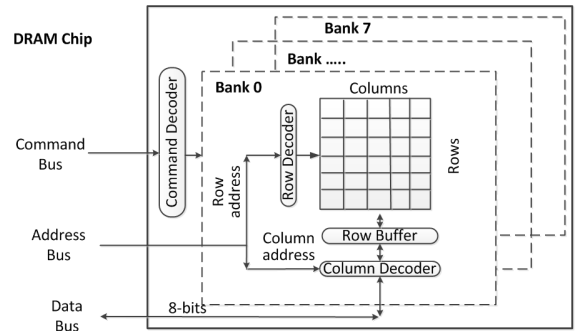 DRAM Chip
Bank 7
Bank …..
Bank 0
Columns
Command Decoder
Row Decoder
Rows
Command
Bus
Row
address
Address
Bus
Column
address
Row Buffer
Column Decoder
Data
Bus
8-bits